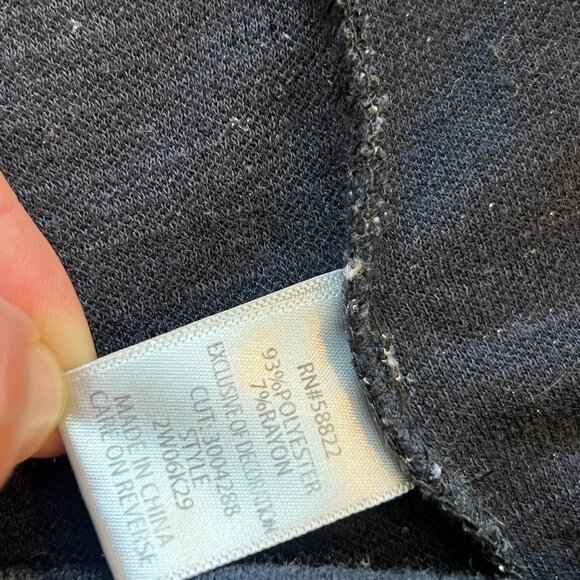 RN#58822
93%POLYESTER
7%RAYON
EXCLUSIVE OF DECORATION
CUT. 3004288
STYLE
2W06K29
MADE IN CHINA
CARE ON REVERSE